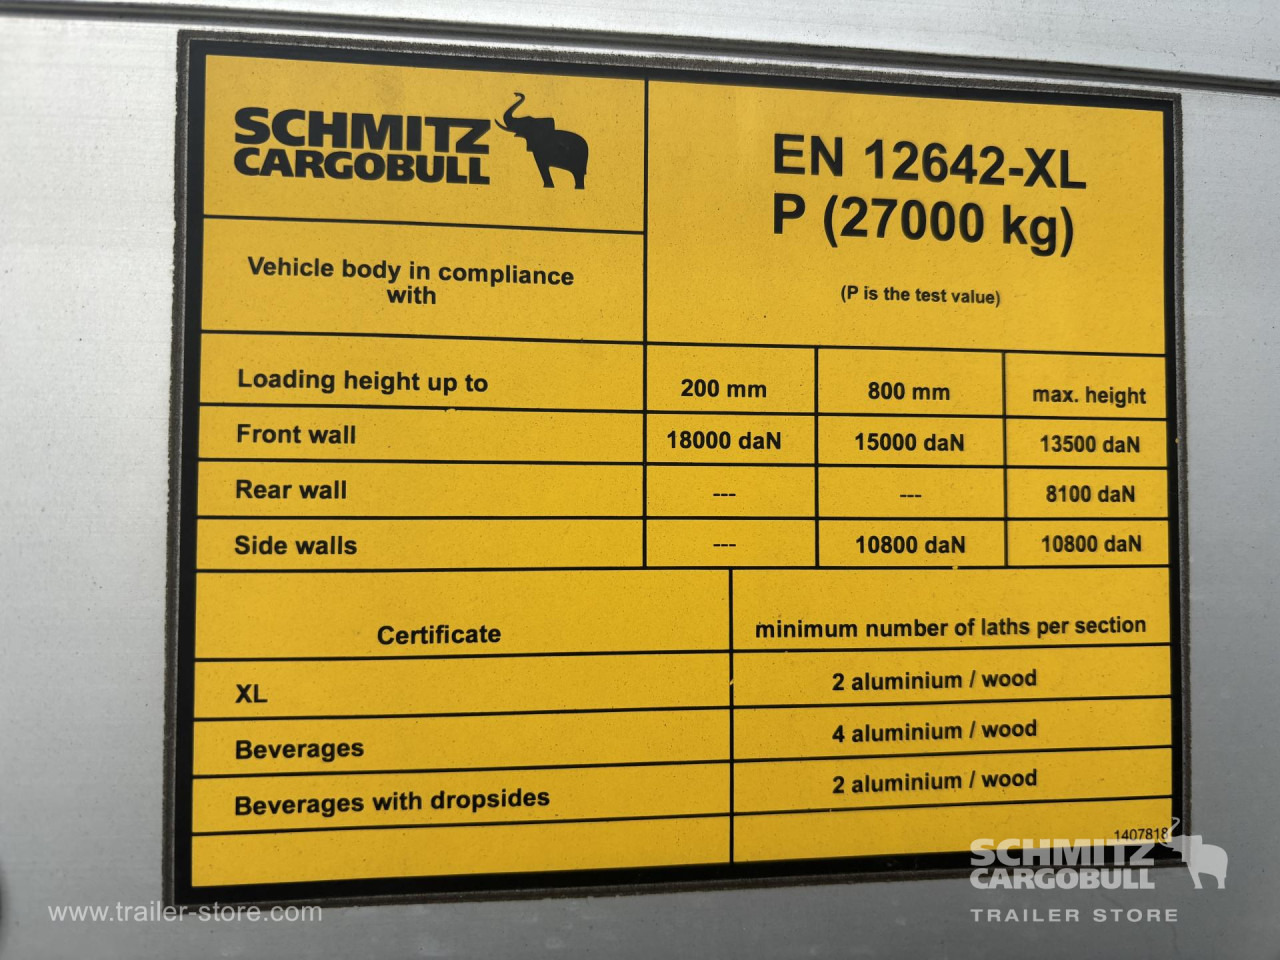 SCHMITZ
CARGOBULL
EN 12642-XL
P (27000 kg)
(P is the test value)
Vehicle body in compliance
with
Loading height up to 200 mm 800 mm max. height
Front wall 18000 daN 15000 daN 13500 daN
Rear wall --- --- 8100 daN
Side walls --- 10800 daN 10800 daN
Certificate minimum number of laths per section
XL 2 aluminium / wood
Beverages 4 aluminium / wood
Beverages with dropsides 2 aluminium / wood
1407818
SCHMITZ
CARGOBULL
TRAILER STORE
www.trailer-store.com